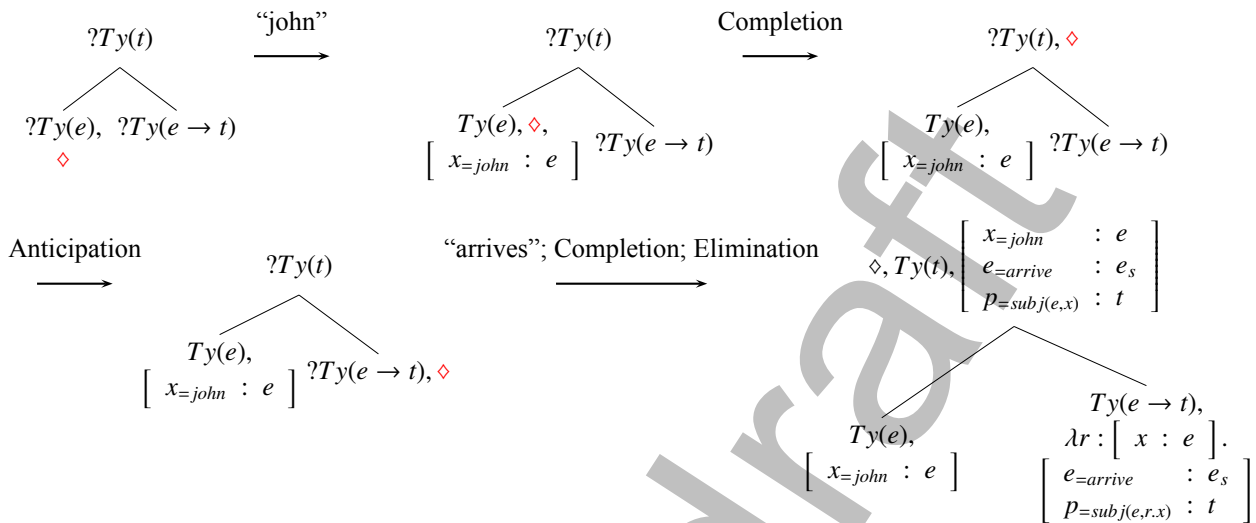 ?Ty(t)
?Ty(e), ?Ty(e → t)
◊
“john”
?Ty(t)
Ty(e), ◊,
[ x=john : e ] ?Ty(e → t)
Completion
?Ty(t), ◊
Ty(e),
[ x=john : e ] ?Ty(e → t)
Anticipation
?Ty(t)
Ty(e),
[ x=john : e ] ?Ty(e → t), ◊
“arrives”; Completion; Elimination
◊, Ty(t), [ x=john : e
e=arrive : es
p=subj(e,x) : t ]
Ty(e),
[ x=john : e ]
Ty(e → t),
λr : [ x : e ].
[ e=arrive : es
p=subj(e,r.x) : t ]
draft